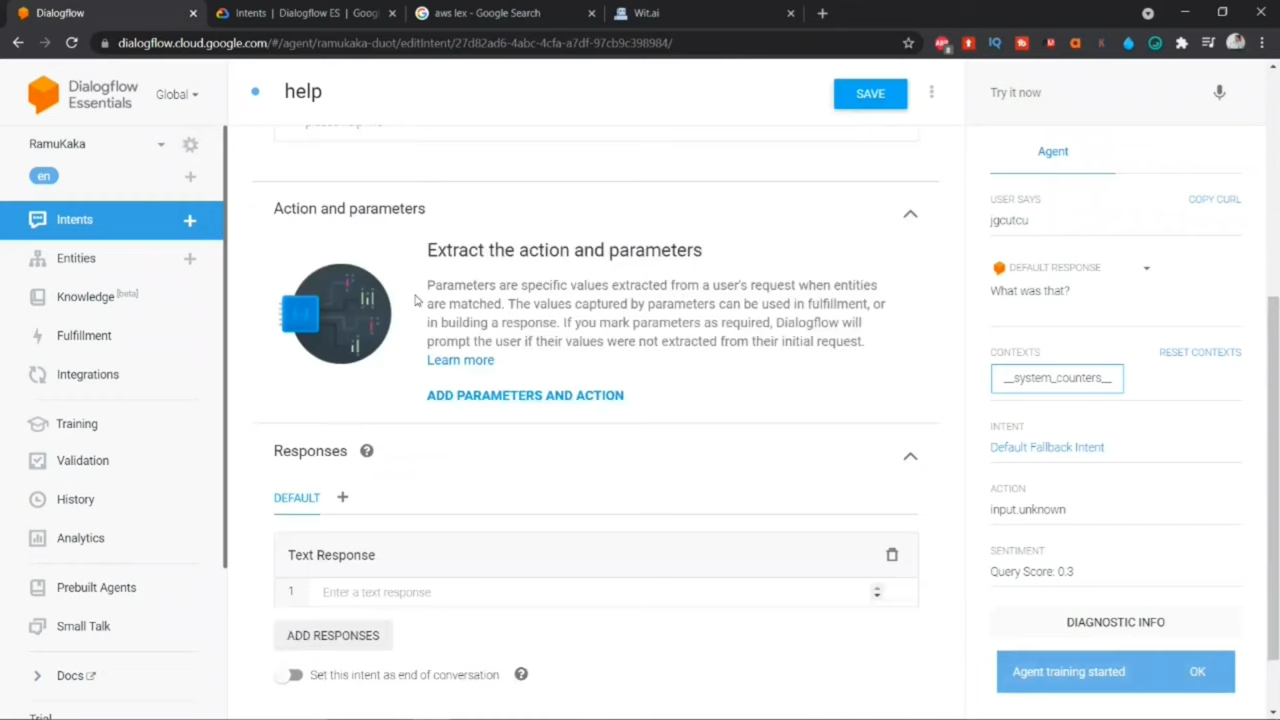 Dialogflow
Intents | Dialogflow ES | Goog
aws lex - Google Search
Wit.ai
dialogflow.cloud.google.com/#/agent/ramukaka-duot/editIntent/27d82ad6-4abc-4cfa-a7df-97cb9c398984/
Dialogflow
Essentials
Global
help
SAVE
Try it now
RamuKaka
en
Intents
Entities
Knowledge [beta]
Fulfillment
Integrations
Training
Validation
History
Analytics
Prebuilt Agents
Small Talk
Docs
Trial
Action and parameters
Extract the action and parameters
Parameters are specific values extracted from a user's request when entities
are matched. The values captured by parameters can be used in fulfillment, or
in building a response. If you mark parameters as required, Dialogflow will
prompt the user if their values were not extracted from their initial request.
Learn more
ADD PARAMETERS AND ACTION
Responses
DEFAULT
Text Response
1 Enter a text response
ADD RESPONSES
Set this intent as end of conversation
Agent
USER SAYS COPY CURL
jgcutcu
DEFAULT RESPONSE
What was that?
CONTEXTS RESET CONTEXTS
__system_counters__
INTENT
Default Fallback Intent
ACTION
input.unknown
SENTIMENT
Query Score: 0.3
DIAGNOSTIC INFO
Agent training started OK